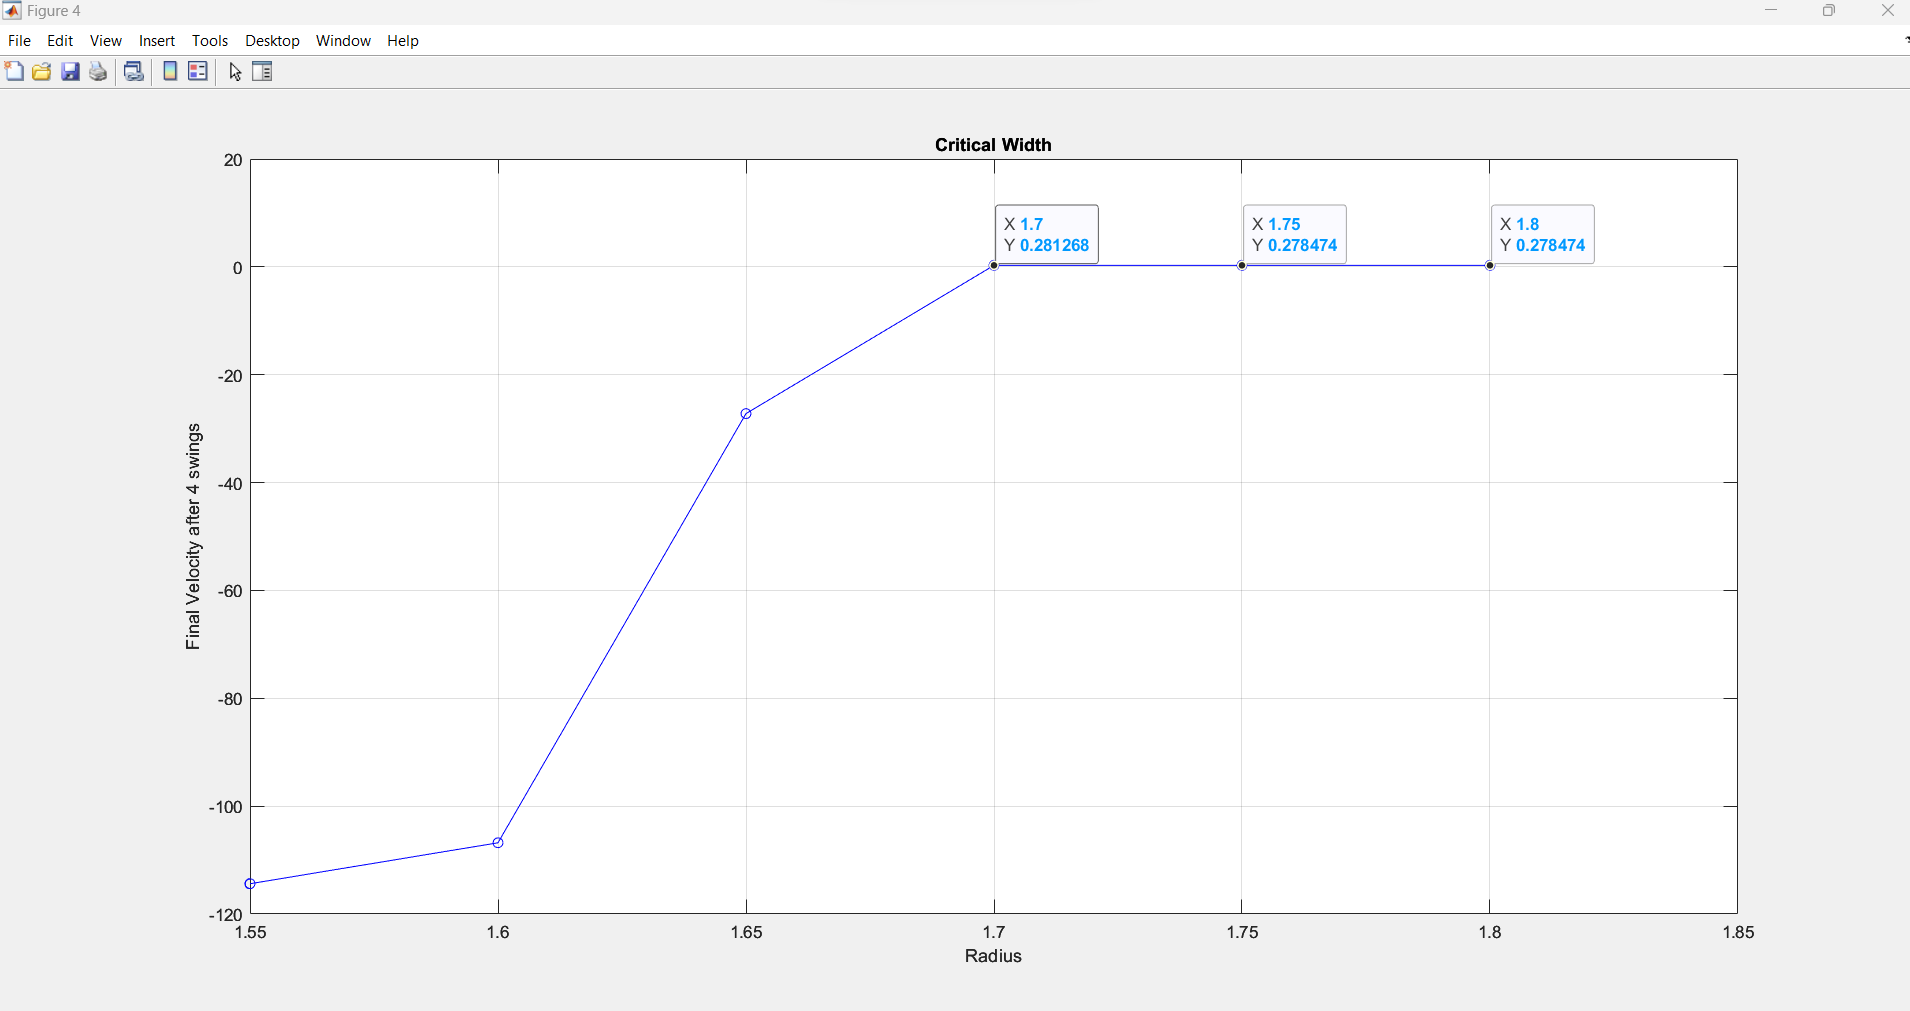 Figure 4
File Edit View Insert Tools Desktop Window Help
Critical Width
20
0
-20
-40
-60
-80
-100
-120
Final Velocity after 4 swings
X 1.7
Y 0.281268
X 1.75
Y 0.278474
X 1.8
Y 0.278474
1.55 1.6 1.65 1.7 1.75 1.8 1.85
Radius